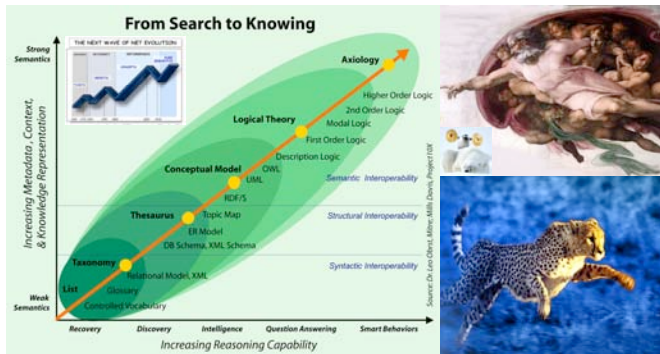 From Search to Knowing
Strong
Semantics
THE NEXT WAVE OF NET EVOLUTION
Axiology
Higher Order Logic
2nd Order Logic
Modal Logic
Logical Theory
First Order Logic
Description Logic
Conceptual Model
OWL
UML
Semantic Interoperability
RDF/S
Thesaurus
Topic Map
Structural Interoperability
ER Model
DB Schema, XML Schema
Taxonomy
Syntactic Interoperability
Relational Model, XML
List
Glossary
Controlled Vocabulary
Weak
Semantics
Increasing Metadata, Context,
& Knowledge Representation
Recovery Discovery Intelligence Question Answering Smart Behaviors
Increasing Reasoning Capability
Source: Dr. Leo Obrst, Mitre; Mills Davis, Project10X